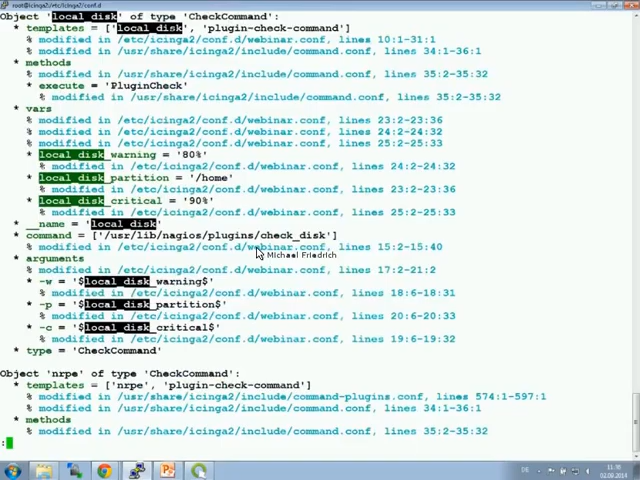 root@icinga2:/etc/icinga2/conf.d
Object 'local_disk' of type 'CheckCommand':
* templates = ['local_disk', 'plugin-check-command']
% modified in /etc/icinga2/conf.d/webinar.conf, lines 10:1-31:1
% modified in /usr/share/icinga2/include/command.conf, lines 34:1-36:1
* methods
% modified in /usr/share/icinga2/include/command.conf, lines 35:2-35:32
* execute = 'PluginCheck'
% modified in /usr/share/icinga2/include/command.conf, lines 35:2-35:32
* vars
% modified in /etc/icinga2/conf.d/webinar.conf, lines 23:2-23:36
% modified in /etc/icinga2/conf.d/webinar.conf, lines 24:2-24:32
% modified in /etc/icinga2/conf.d/webinar.conf, lines 25:2-25:33
* local_disk_warning = '80%'
% modified in /etc/icinga2/conf.d/webinar.conf, lines 24:2-24:32
* local_disk_partition = '/home'
% modified in /etc/icinga2/conf.d/webinar.conf, lines 23:2-23:36
* local_disk_critical = '90%'
% modified in /etc/icinga2/conf.d/webinar.conf, lines 25:2-25:33
* __name = 'local_disk'
* command = ['/usr/lib/nagios/plugins/check_disk']
% modified in /etc/icinga2/conf.d/webinar.conf, lines 15:2-15:40
Michael Friedrich
* arguments
% modified in /etc/icinga2/conf.d/webinar.conf, lines 17:2-21:2
* -w = '$local_disk_warning$'
% modified in /etc/icinga2/conf.d/webinar.conf, lines 18:6-18:31
* -p = '$local_disk_partition$'
% modified in /etc/icinga2/conf.d/webinar.conf, lines 20:6-20:33
* -c = '$local_disk_critical$'
% modified in /etc/icinga2/conf.d/webinar.conf, lines 19:6-19:32
* type = 'CheckCommand'
Object 'nrpe' of type 'CheckCommand':
* templates = ['nrpe', 'plugin-check-command']
% modified in /usr/share/icinga2/include/command-plugins.conf, lines 574:1-597:1
% modified in /usr/share/icinga2/include/command.conf, lines 34:1-36:1
* methods
% modified in /usr/share/icinga2/include/command.conf, lines 35:2-35:32
:
DE
02.09.2014